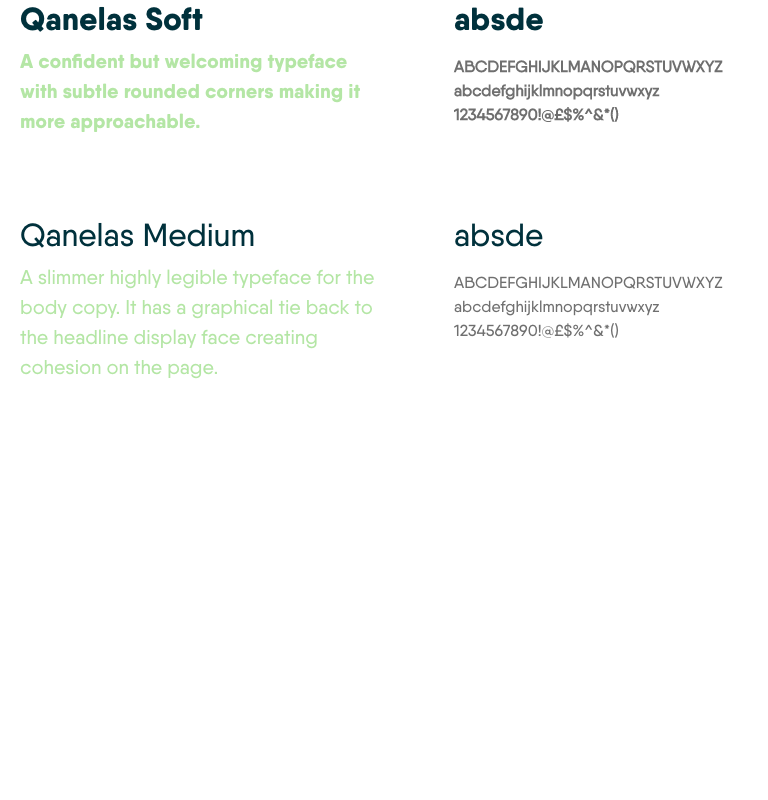 Qanelas Soft
A confident but welcoming typeface
with subtle rounded corners making it
more approachable.
absde
ABCDEFGHIJKLMANOPQRSTUVWXYZ
abcdefghijklmnopqrstuvwxyz
1234567890!@£$%^&*()
Qanelas Medium
A slimmer highly legible typeface for the
body copy. It has a graphical tie back to
the headline display face creating
cohesion on the page.
absde
ABCDEFGHIJKLMANOPQRSTUVWXYZ
abcdefghijklmnopqrstuvwxyz
1234567890!@£$%^&*()